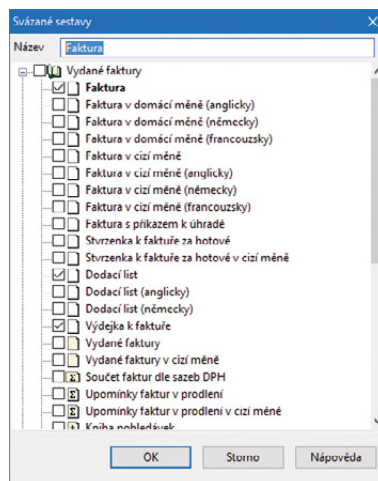 Svázané sestavy
Název Faktura
Vydané faktury
Faktura
Faktura v domácí měně (anglicky)
Faktura v domácí měně (německy)
Faktura v domácí měně (francouzsky)
Faktura v cizí měně
Faktura v cizí měně (anglicky)
Faktura v cizí měně (německy)
Faktura v cizí měně (francouzsky)
Faktura s příkazem k úhradě
Stvrzenka k faktuře za hotové
Stvrzenka k faktuře za hotové v cizí měně
Dodací list
Dodací list (anglicky)
Dodací list (německy)
Výdejka k faktuře
Vydané faktury
Vydané faktury v cizí měně
Σ Součet faktur dle sazeb DPH
Σ Upomínky faktur v prodlení
Σ Upomínky faktur v prodlení v cizí měně
Kniha pohledávek
OK Storno Nápověda